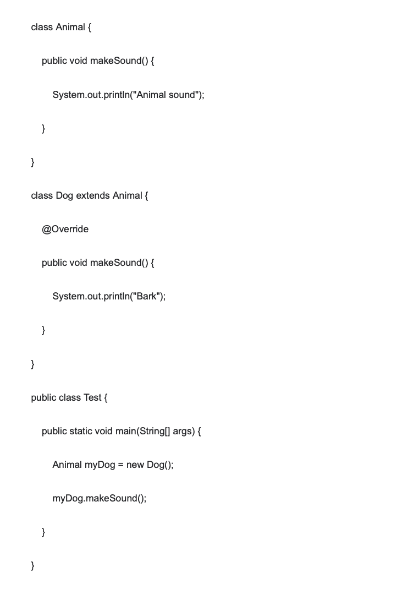 class Animal {
public void makeSound() {
System.out.println("Animal sound");
}
}
class Dog extends Animal {
@Override
public void makeSound() {
System.out.println("Bark");
}
}
public class Test {
public static void main(String[] args) {
Animal myDog = new Dog();
myDog.makeSound();
}
}